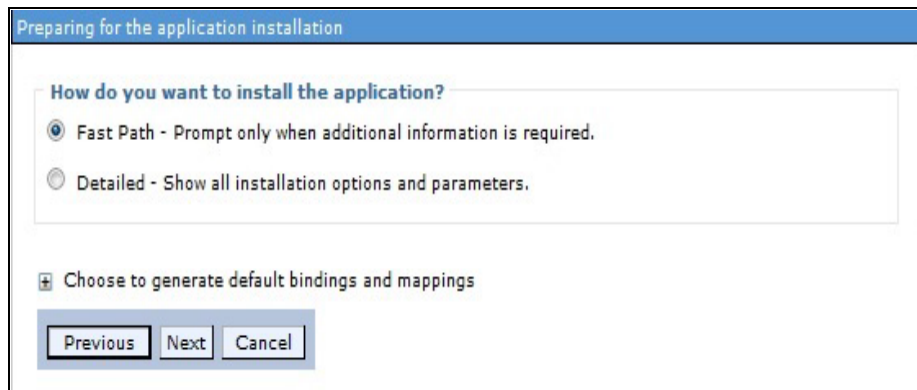 Preparing for the application installation
How do you want to install the application?
Fast Path - Prompt only when additional information is required.
Detailed - Show all installation options and parameters.
Choose to generate default bindings and mappings
Previous Next Cancel